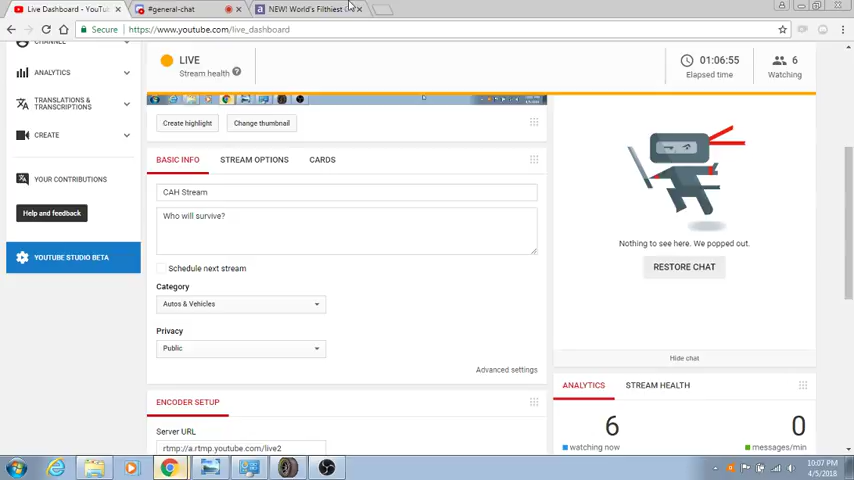 Live Dashboard - YouTu
#general-chat
NEW! World's Filthiest
Secure
https://www.youtube.com/live_dashboard
CHANNEL
ANALYTICS
TRANSLATIONS &
TRANSCRIPTIONS
CREATE
YOUR CONTRIBUTIONS
Help and feedback
YOUTUBE STUDIO BETA
LIVE
Stream health
01:06:55
Elapsed time
6
Watching
Create highlight
Change thumbnail
BASIC INFO
STREAM OPTIONS
CARDS
CAH Stream
Who will survive?
Schedule next stream
Category
Autos & Vehicles
Privacy
Public
Advanced settings
ENCODER SETUP
Server URL
rtmp://a.rtmp.youtube.com/live2
Nothing to see here. We popped out.
RESTORE CHAT
Hide chat
ANALYTICS
STREAM HEALTH
6
watching now
0
messages/min
10:07 PM
4/5/2018